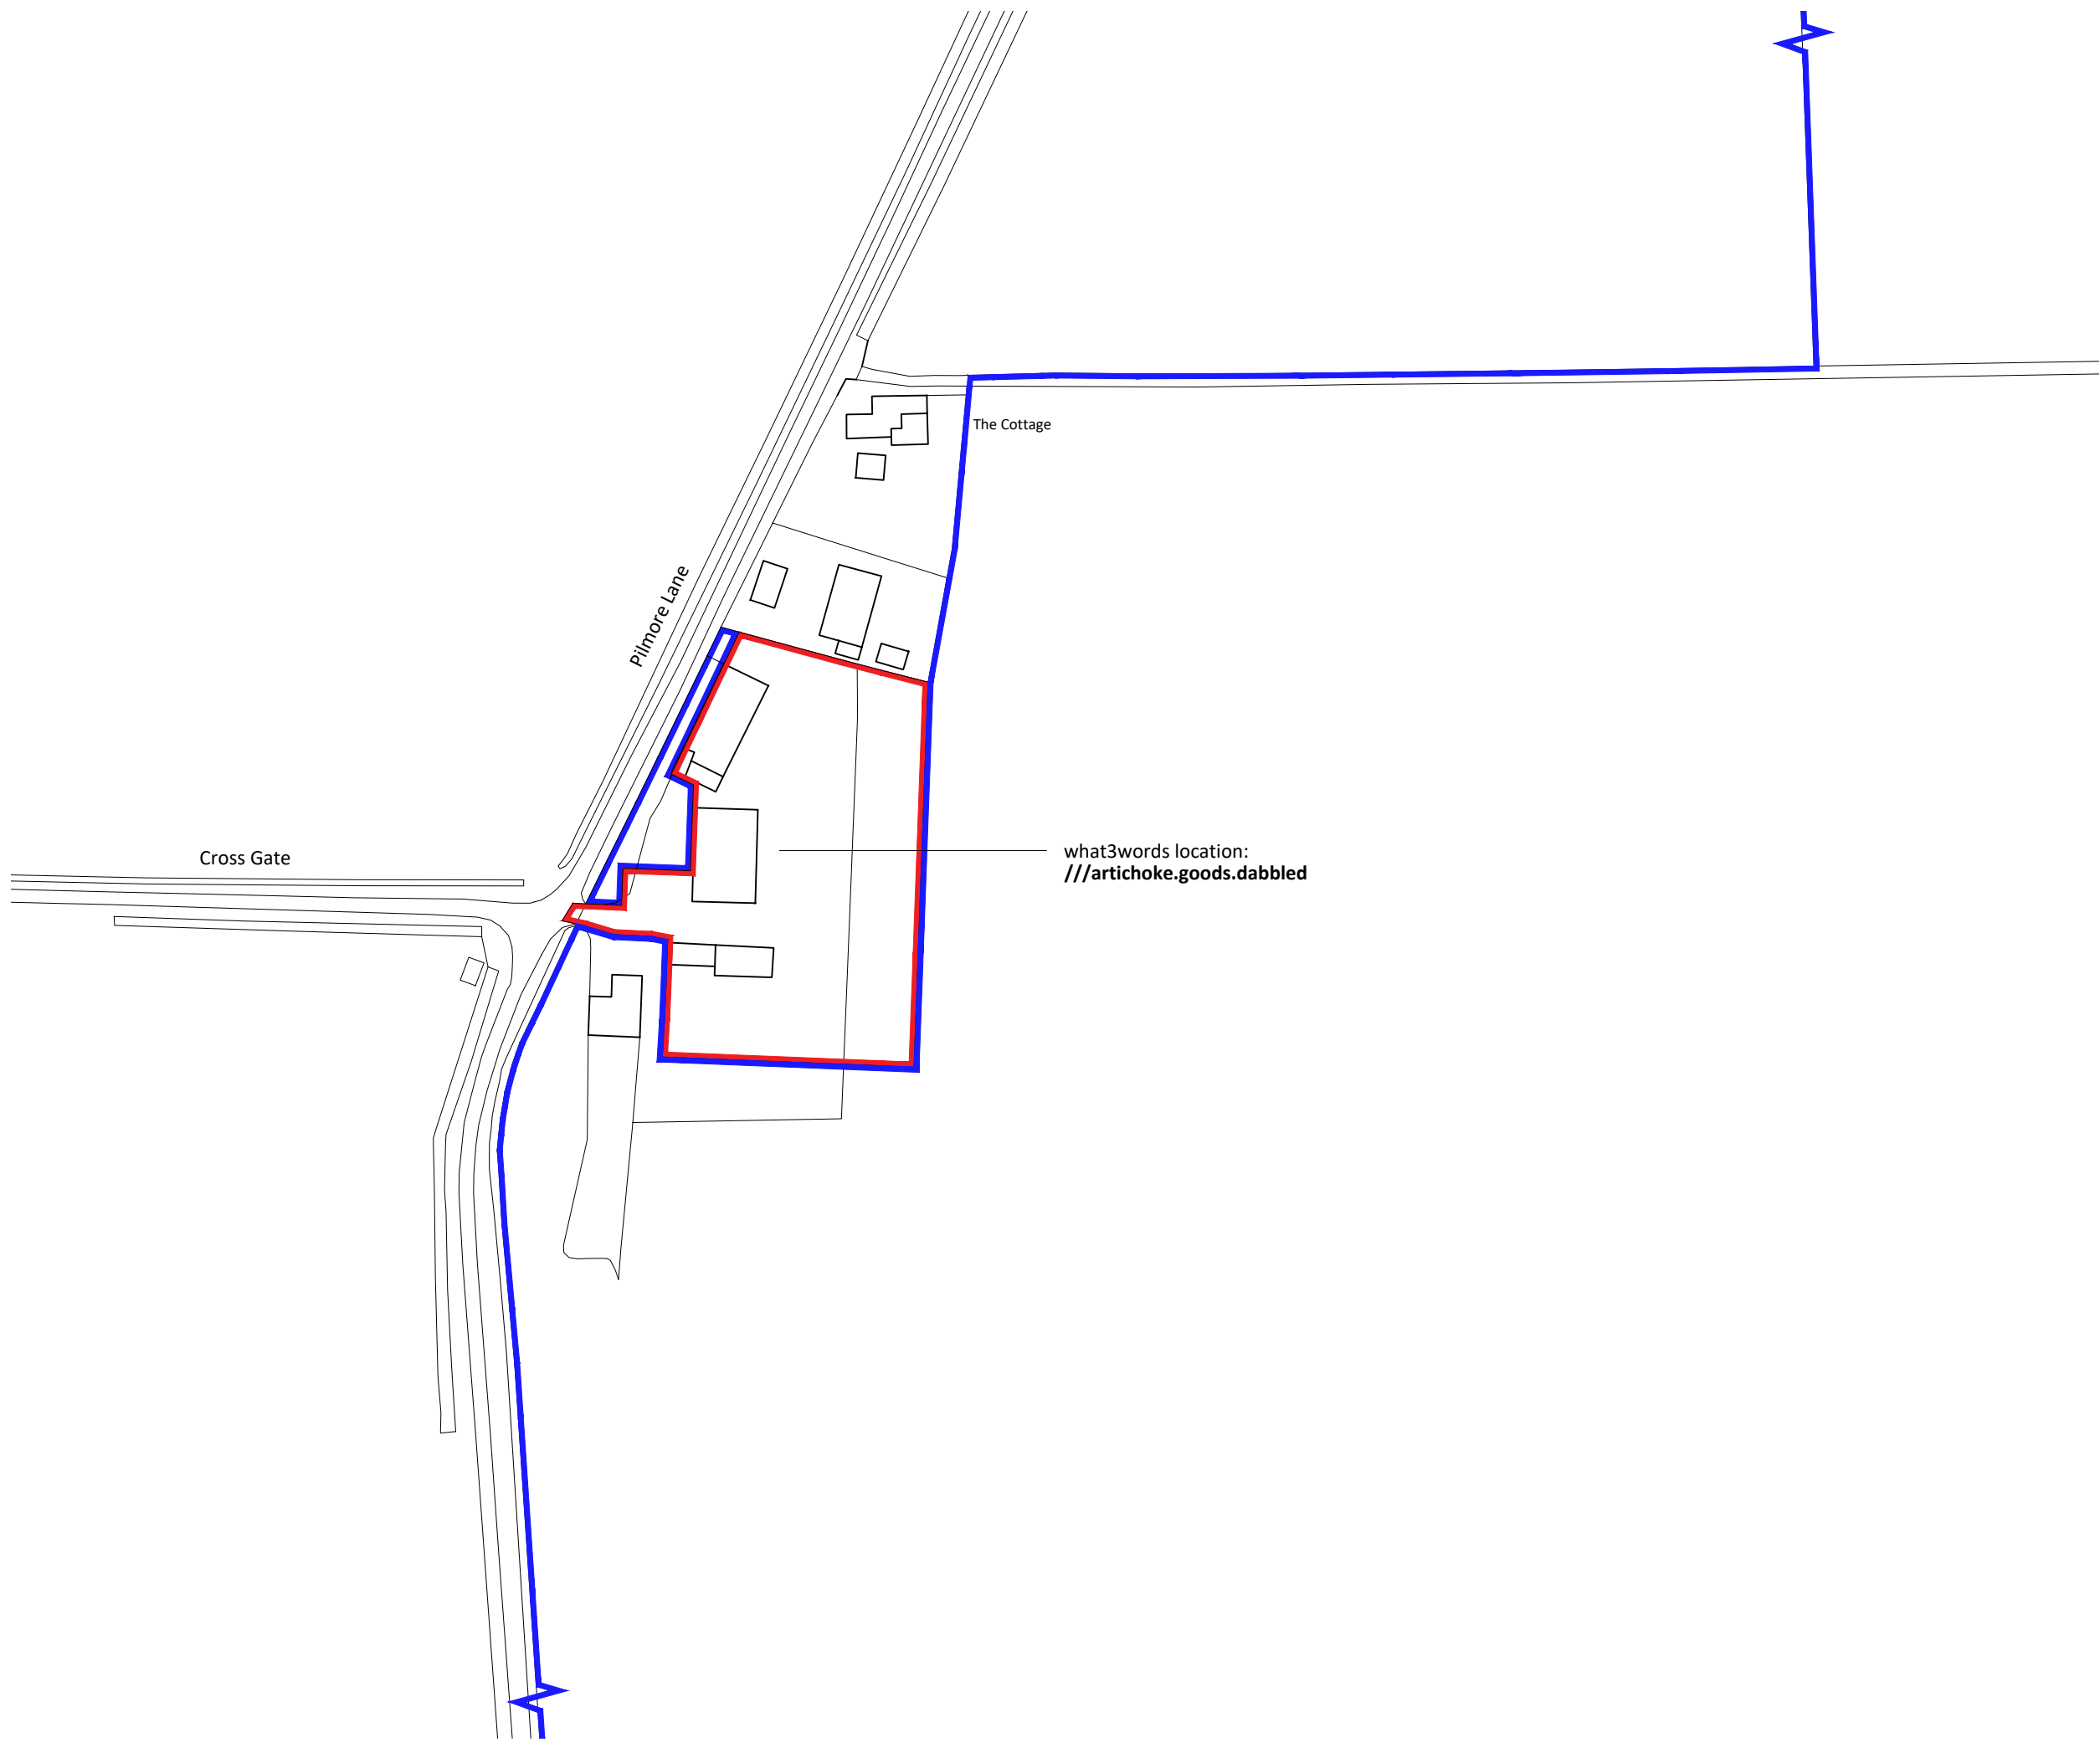 The Cottage
Pilmore Lane
Cross Gate
what3words location:
///artichoke.goods.dabbled